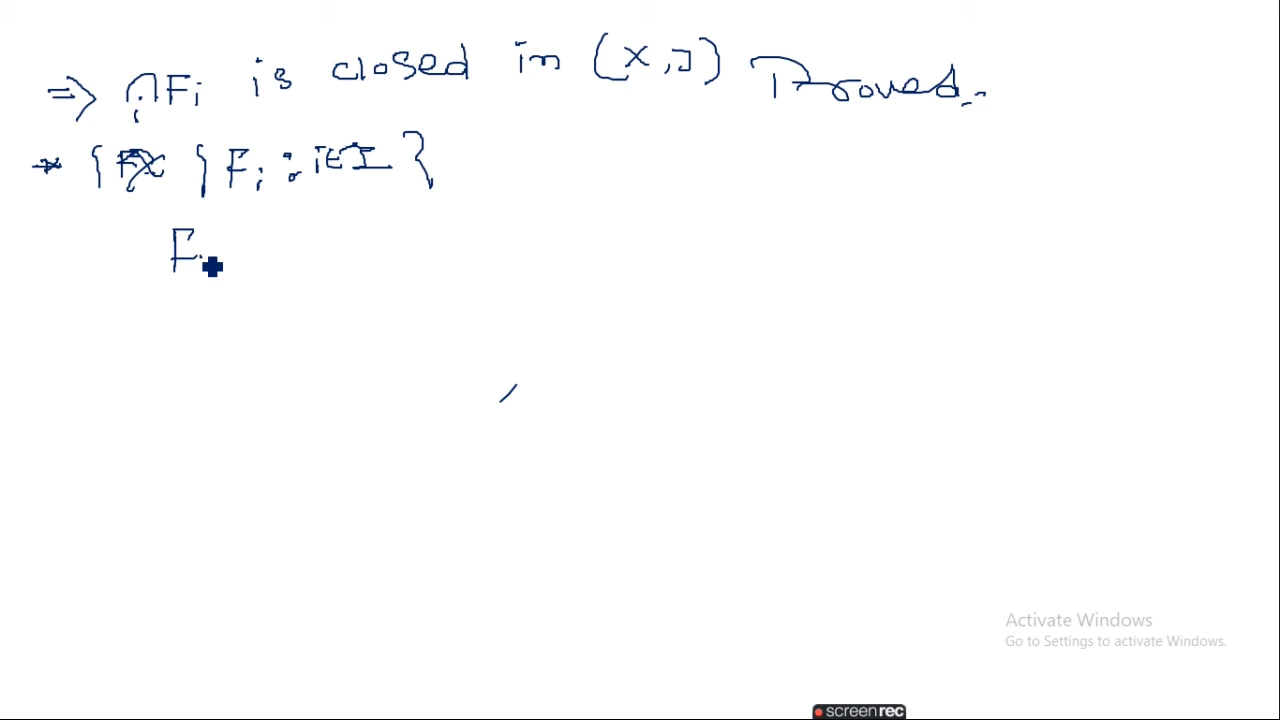 ⇒ ∩Fi is closed in (X,J) Proved.
* { } Fi : i∈I }
F
Activate Windows
Go to Settings to activate Windows.
screenrec